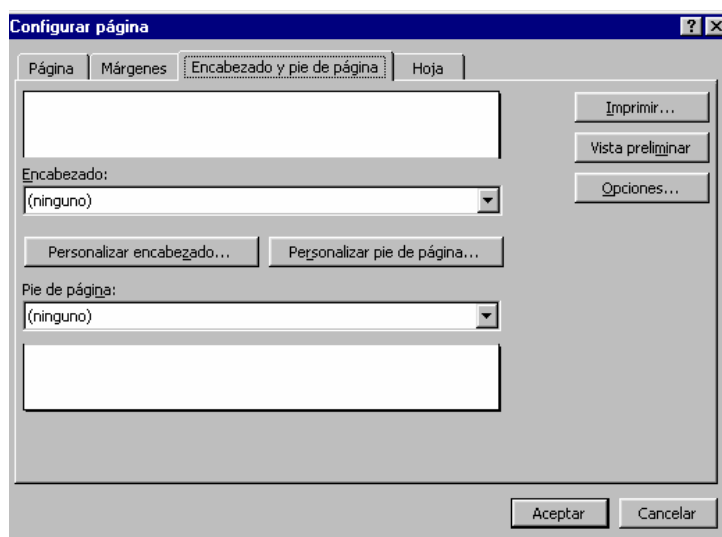 Configurar página
Página Márgenes Encabezado y pie de página Hoja
Imprimir...
Vista preliminar
Encabezado:
Opciones...
(ninguno)
Personalizar encabezado... Personalizar pie de página...
Pie de página:
(ninguno)
Aceptar Cancelar